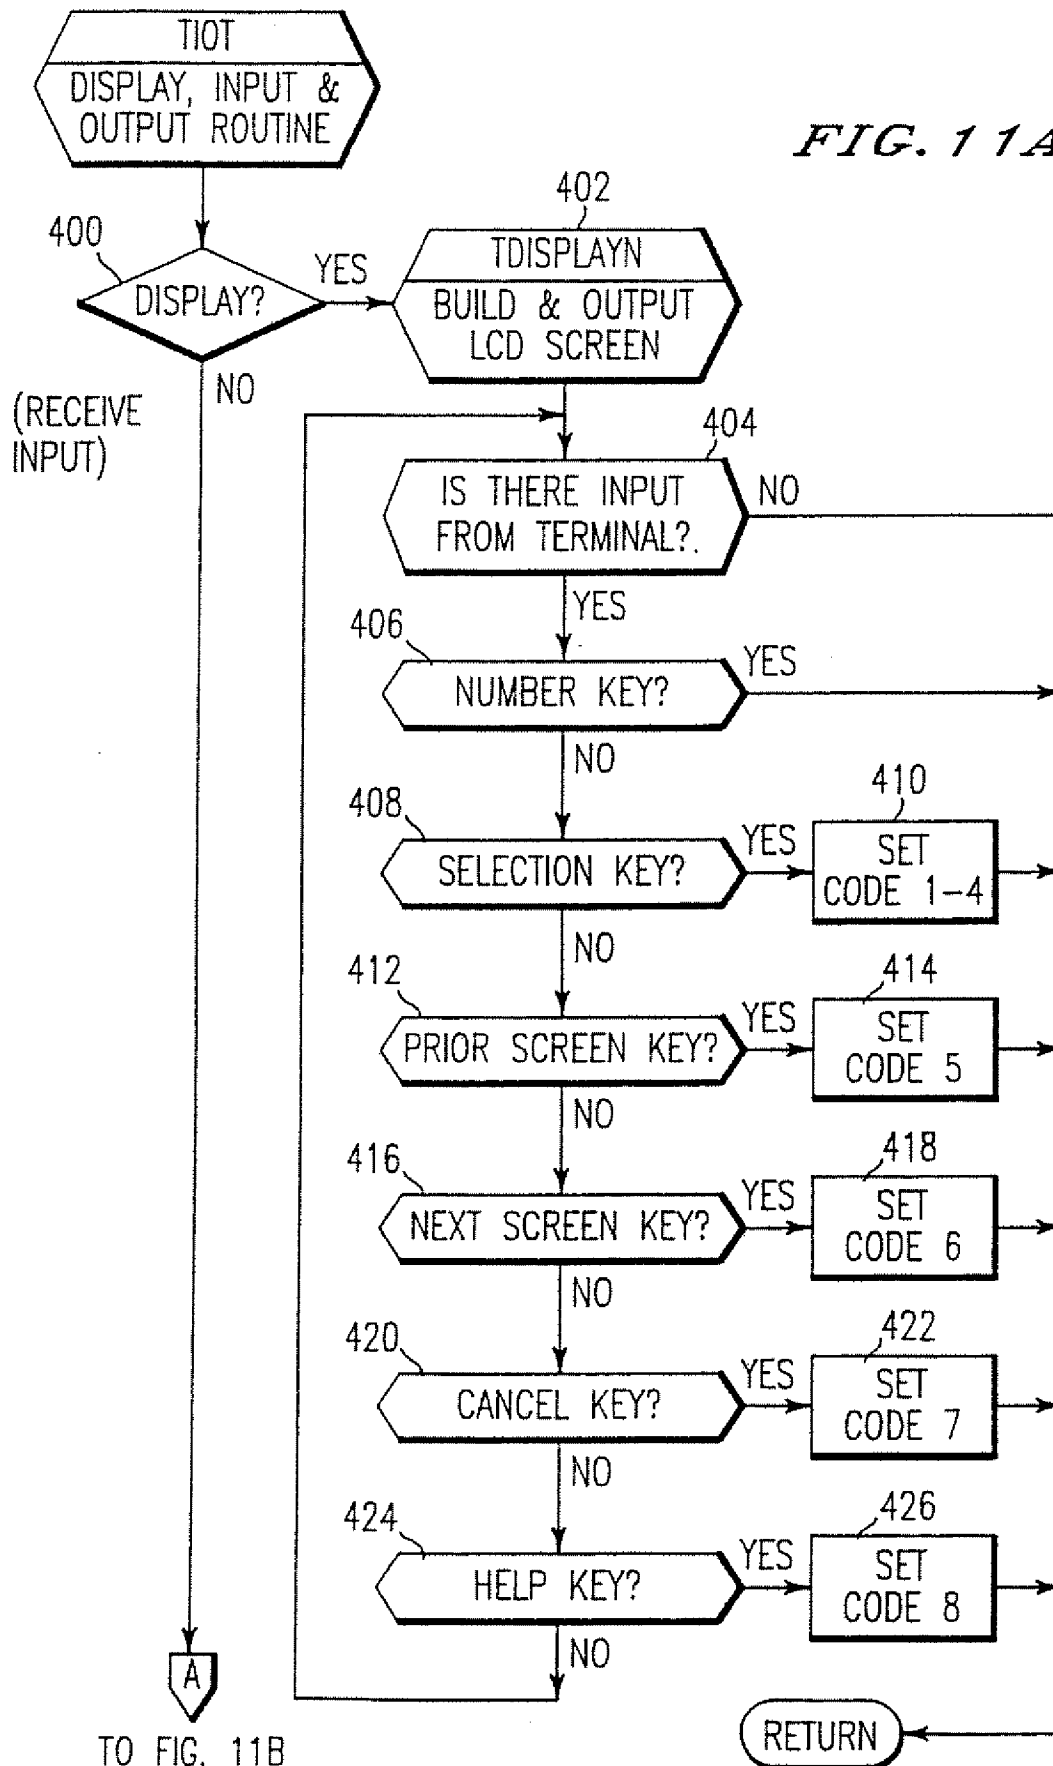 TIOT
DISPLAY, INPUT &
OUTPUT ROUTINE
FIG. 11A
400
DISPLAY?
YES
NO
(RECEIVE
INPUT)
402
TDISPLAYN
BUILD & OUTPUT
LCD SCREEN
404
IS THERE INPUT
FROM TERMINAL?.
NO
YES
406
NUMBER KEY?
YES
NO
408
SELECTION KEY?
YES
410
SET
CODE 1-4
NO
412
PRIOR SCREEN KEY?
YES
414
SET
CODE 5
NO
416
NEXT SCREEN KEY?
YES
418
SET
CODE 6
NO
420
CANCEL KEY?
YES
422
SET
CODE 7
NO
424
HELP KEY?
YES
426
SET
CODE 8
NO
A
TO FIG. 11B
RETURN